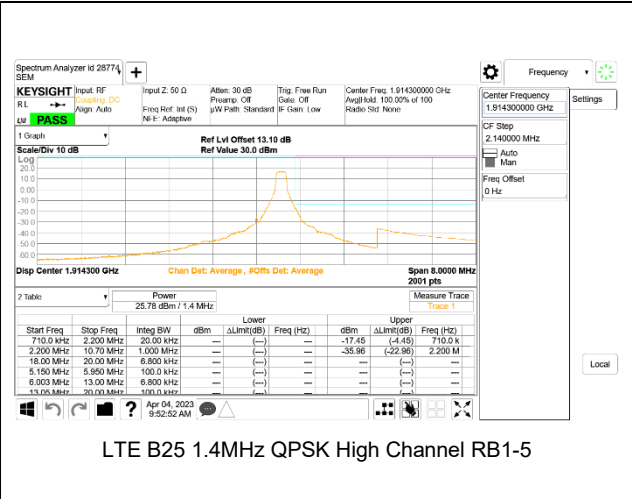 Spectrum Analyzer Id 28774
SEM
KEYSIGHT
RL
PASS
Input: RF
Coupling: DC
Align: Auto
Input Z: 50 Ω
Freq Ref: Int (S)
NFE: Adaptive
Atten: 30 dB
Preamp: Off
µW Path: Standard
Trig: Free Run
Gate: Off
IF Gain: Low
Center Freq: 1.914300000 GHz
Avg|Hold: 100.00% of 100
Radio Std: None
Frequency
Center Frequency
1.914300000 GHz
Settings
CF Step
2.140000 MHz
Auto
Man
Freq Offset
0 Hz
Local
1 Graph
Ref Lvl Offset 13.10 dB
Scale/Div 10 dB
Ref Value 30.0 dBm
Log
20.0
10.0
0.00
-10.0
-20.0
-30.0
-40.0
-50.0
-60.0
Disp Center 1.914300 GHz
Chan Det: Average , #Offs Det: Average
Span 8.0000 MHz
2001 pts
2 Table
Power
25.78 dBm / 1.4 MHz
Measure Trace
Trace 1
Lower Upper
Start Freq Stop Freq Integ BW dBm ΔLimit(dB) Freq (Hz) dBm ΔLimit(dB) Freq (Hz)
710.0 kHz 2.200 MHz 20.00 kHz --- (---) --- -17.45 (-4.45) 710.0 k
2.200 MHz 10.70 MHz 1.000 MHz --- (---) --- -35.96 (-22.96) 2.200 M
18.00 MHz 20.00 MHz 6.800 kHz --- (---) --- --- (---) ---
5.150 MHz 5.950 MHz 100.0 kHz --- (---) --- --- (---) ---
6.003 MHz 13.00 MHz 6.800 kHz --- (---) --- --- (---) ---
13.05 MHz 20.00 MHz 100.0 kHz --- (---) --- --- (---) ---
?
Apr 04, 2023
9:52:52 AM
LTE B25 1.4MHz QPSK High Channel RB1-5